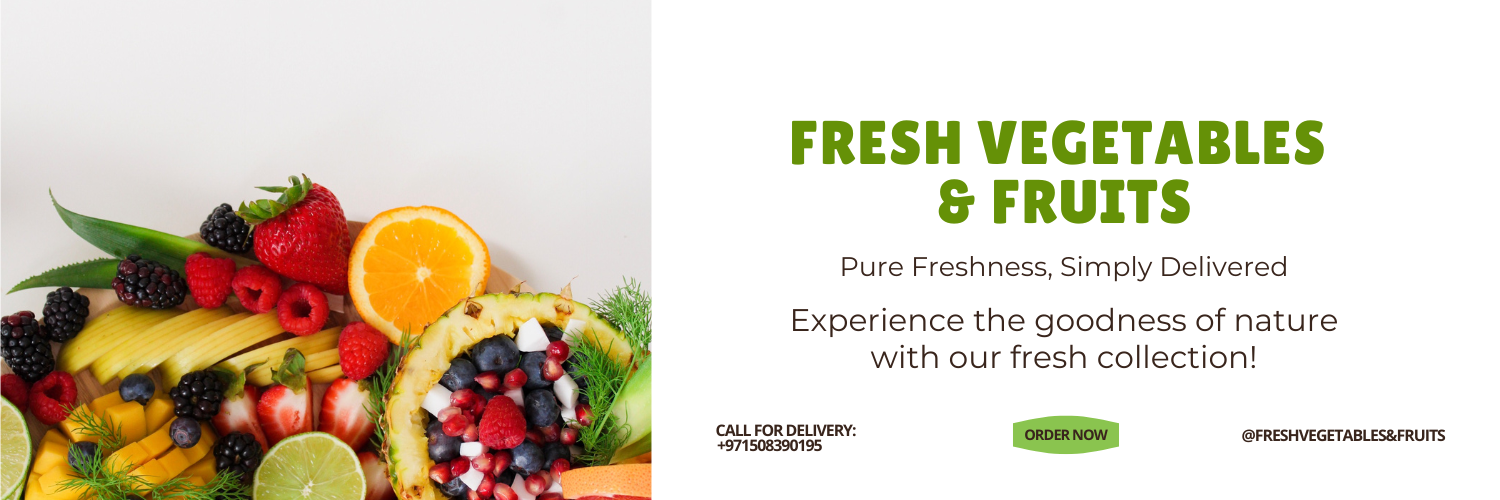 FRESH VEGETABLES
& FRUITS
Pure Freshness, Simply Delivered
Experience the goodness of nature
with our fresh collection!
CALL FOR DELIVERY:
+971508390195
ORDER NOW
@FRESHVEGETABLES&FRUITS